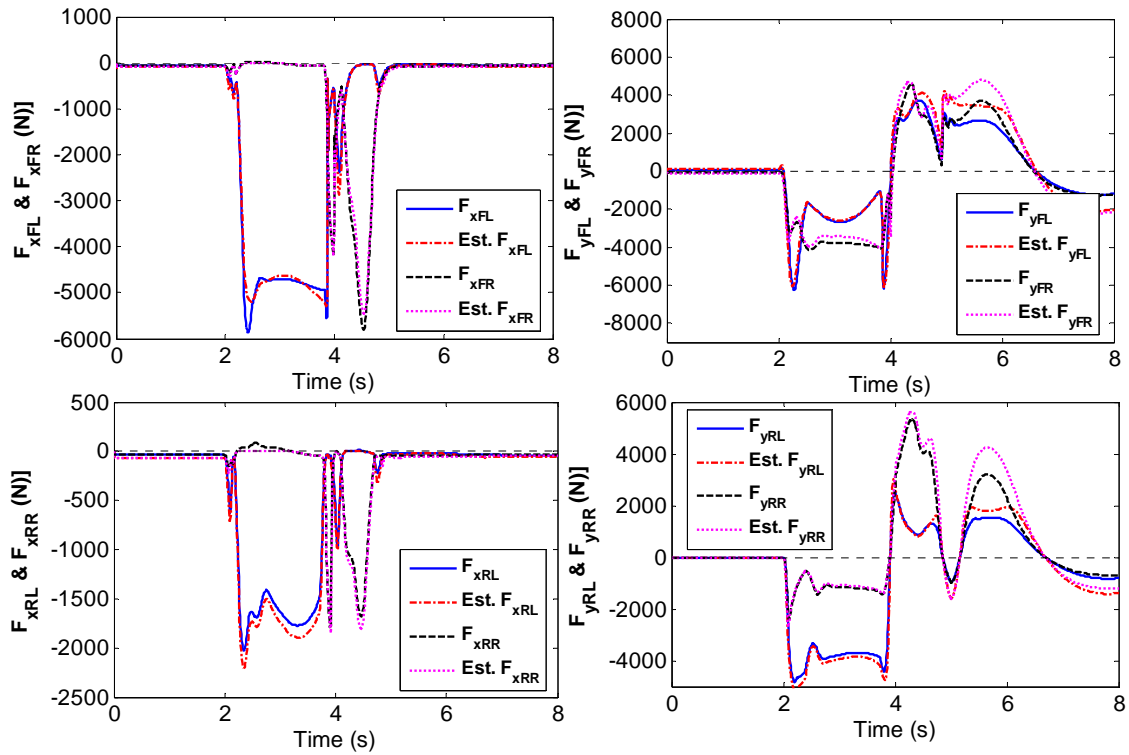 1000
0
-1000
-2000
-3000
-4000
-5000
-6000
F_xFL & F_xFR (N)]
F_xFL
Est. F_xFL
F_xFR
Est. F_xFR
0 2 4 6 8
Time (s)
8000
6000
4000
2000
0
-2000
-4000
-6000
-8000
F_yFL & F_yFR (N)]
F_yFL
Est. F_yFL
F_yFR
Est. F_yFR
0 2 4 6 8
Time (s)
500
0
-500
-1000
-1500
-2000
-2500
F_xRL & F_xRR (N)]
F_xRL
Est. F_xRL
F_xRR
Est. F_xRR
0 2 4 6 8
Time (s)
6000
4000
2000
0
-2000
-4000
F_yRL & F_yRR (N)]
F_yRL
Est. F_yRL
F_yRR
Est. F_yRR
0 2 4 6 8
Time (s)